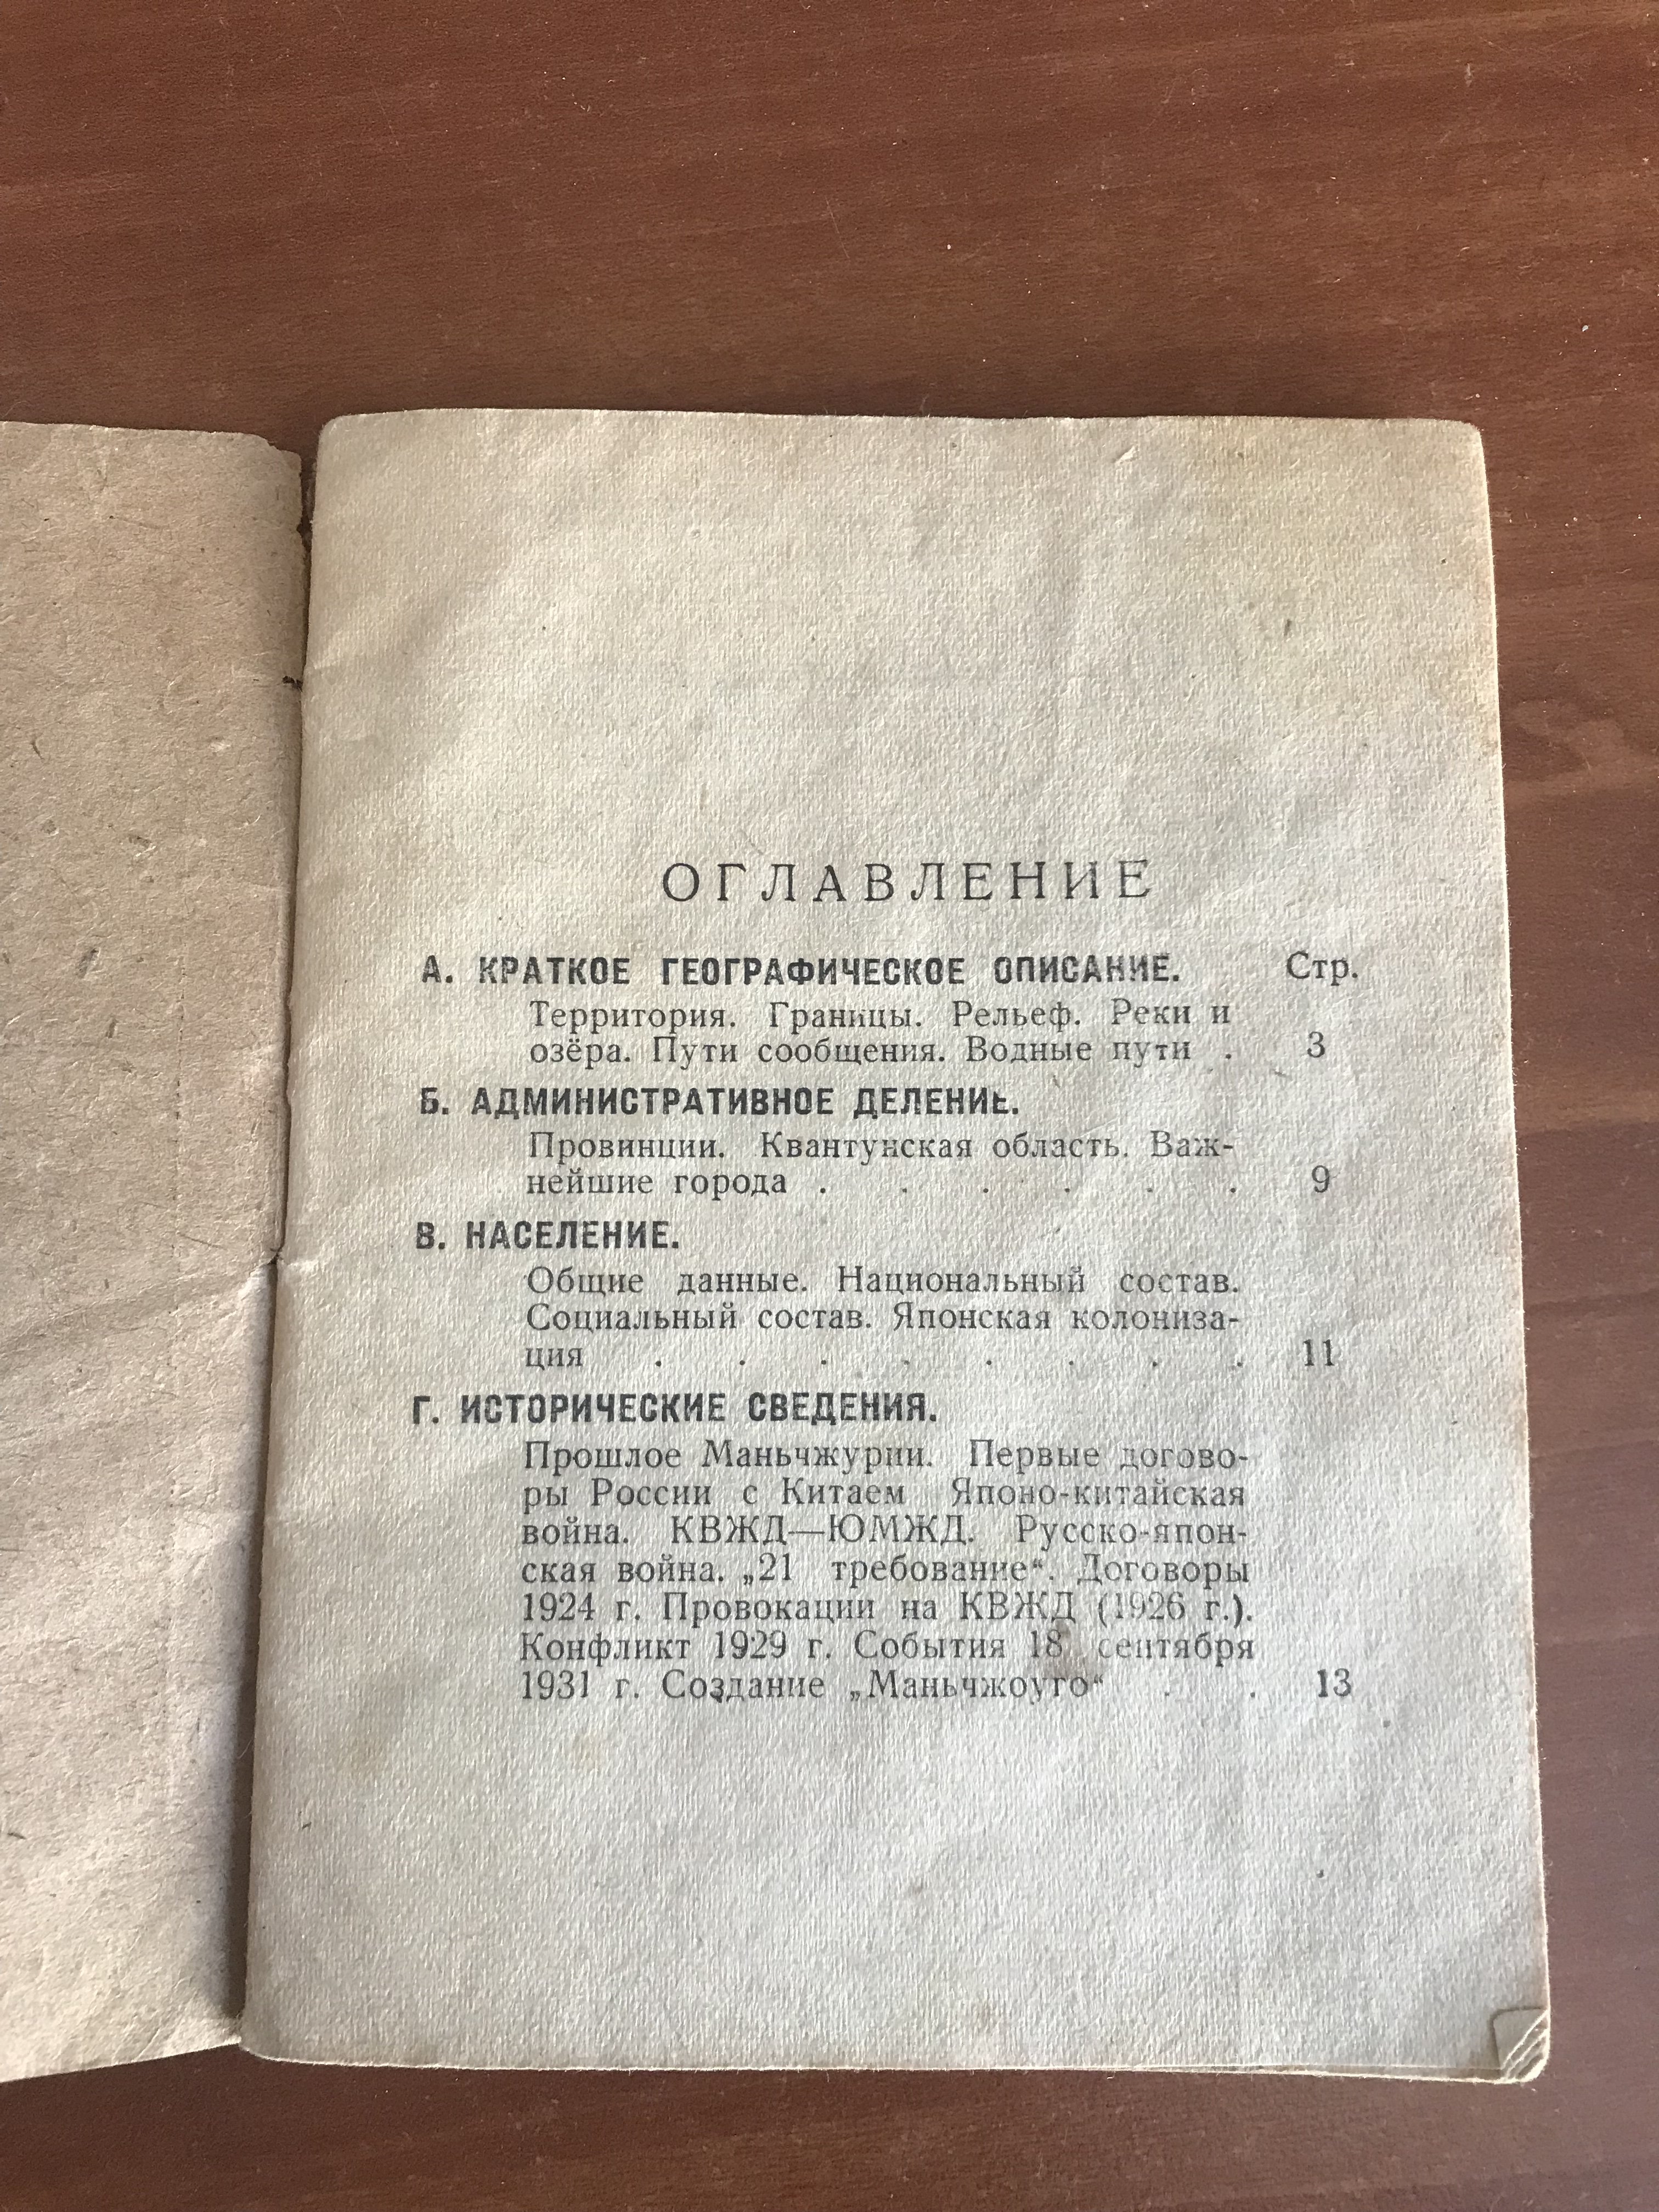 ОГЛАВЛЕНИЕ
А. КРАТКОЕ ГЕОГРАФИЧЕСКОЕ ОПИСАНИЕ. Стр.
Территория. Границы. Рельеф. Реки и
озёра. Пути сообщения. Водные пути . 3
Б. АДМИНИСТРАТИВНОЕ ДЕЛЕНИЕ.
Провинции. Квантунская область. Важ-
нейшие города . . . . . . 9
В. НАСЕЛЕНИЕ.
Общие данные. Национальный состав.
Социальный состав. Японская колониза-
ция . . . . . . . . 11
Г. ИСТОРИЧЕСКИЕ СВЕДЕНИЯ.
Прошлое Маньчжурии. Первые догово-
ры России с Китаем Японо-китайская
война. КВЖД—ЮМЖД. Русско-япон-
ская война. „21 требование“. Договоры
1924 г. Провокации на КВЖД (1926 г.).
Конфликт 1929 г. События 18 сентября
1931 г. Создание „Маньчжоуго“ . . 13